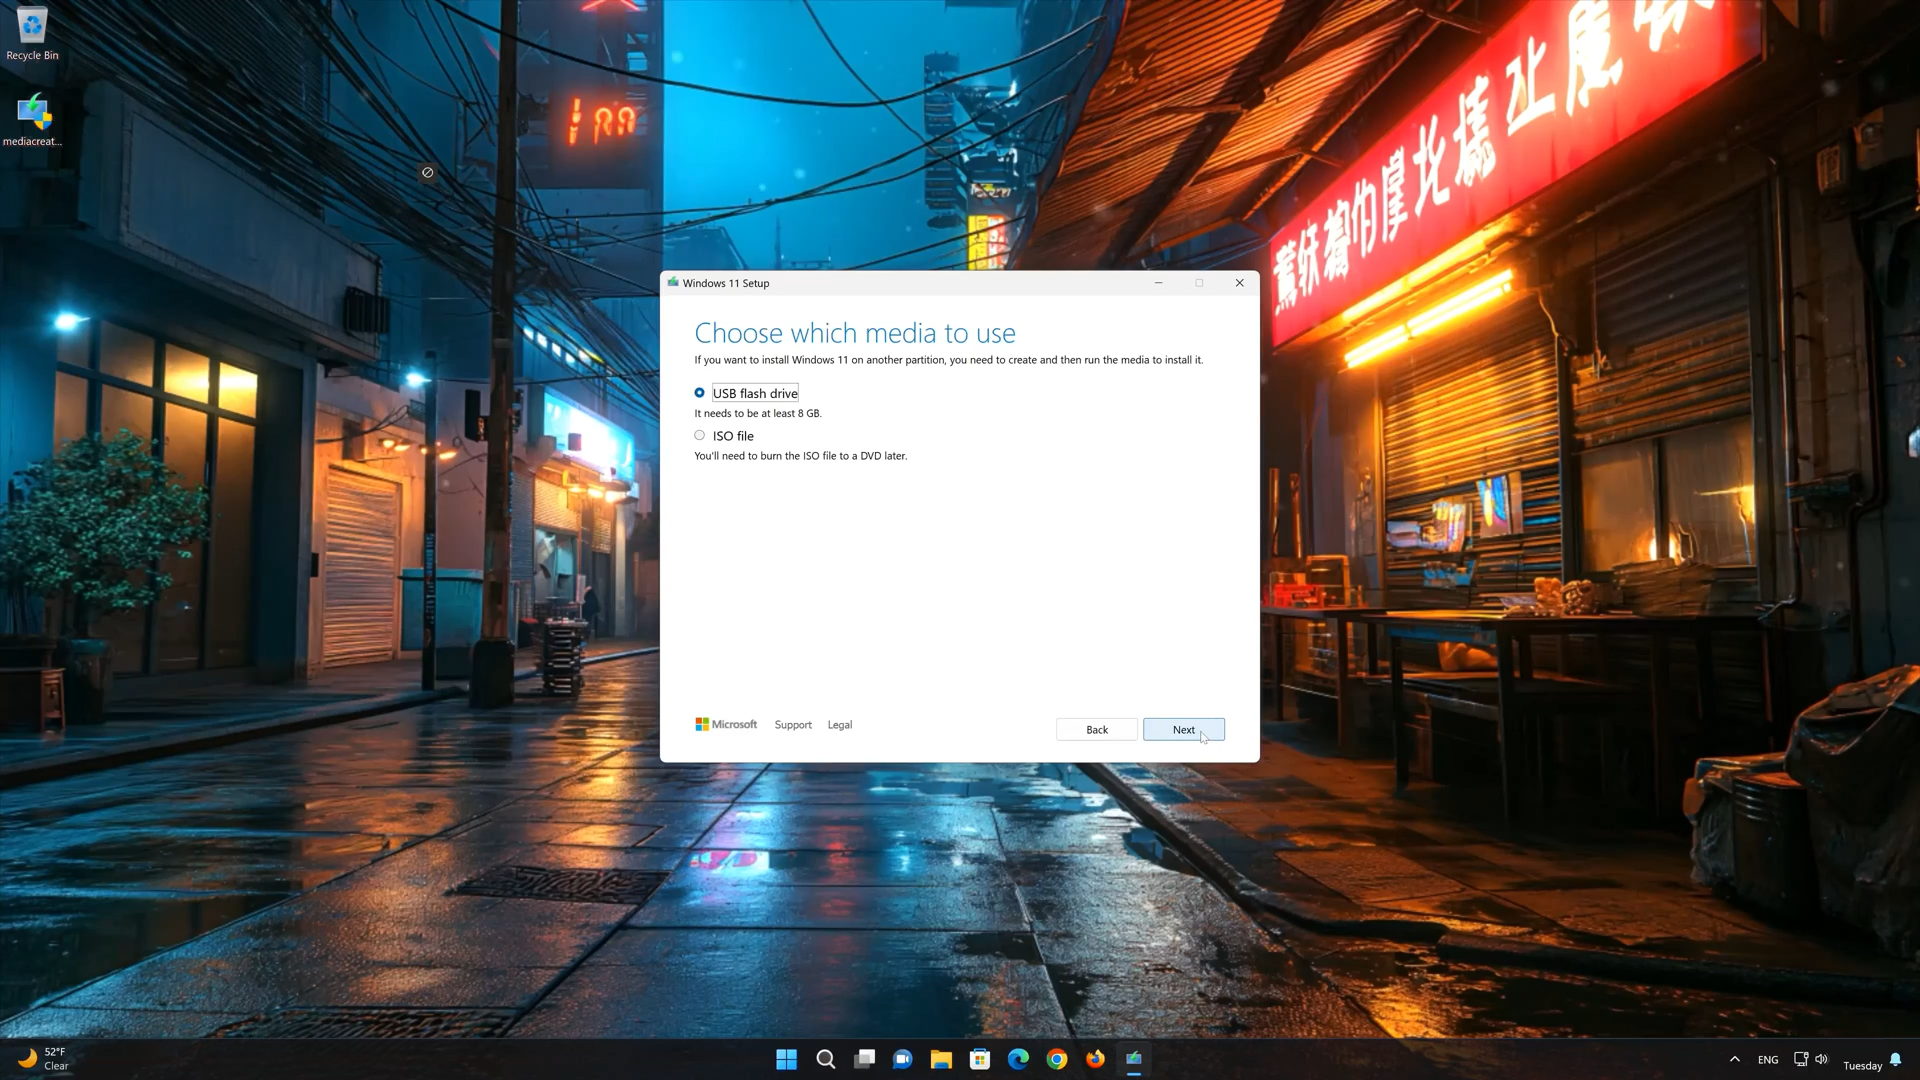 Recycle Bin
mediacreat...
Inn
Windows 11 Setup
Choose which media to use
If you want to install Windows 11 on another partition, you need to create and then run the media to install it.
USB flash drive
It needs to be at least 8 GB.
ISO file
You'll need to burn the ISO file to a DVD later.
Microsoft
Support
Legal
Back
Next
52°F
Clear
ENG
Tuesday